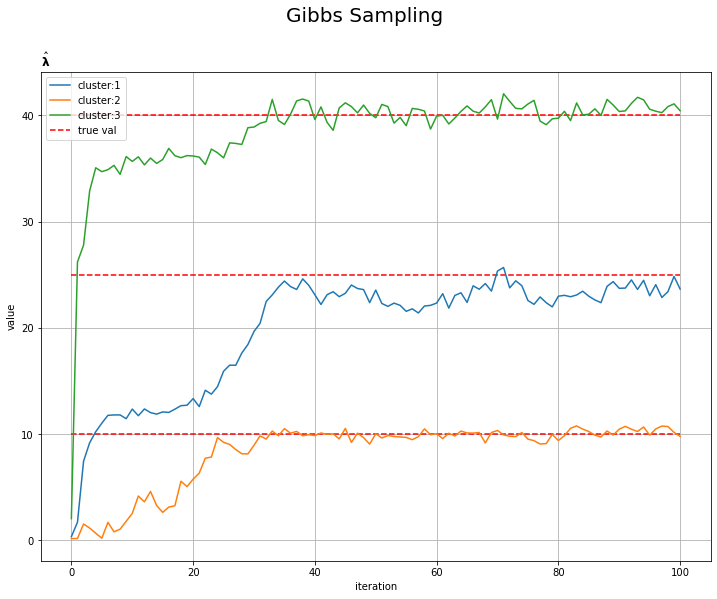 Gibbs Sampling
λ̂
cluster:1
cluster:2
cluster:3
true val
40
30
20
10
0
value
0 20 40 60 80 100
iteration